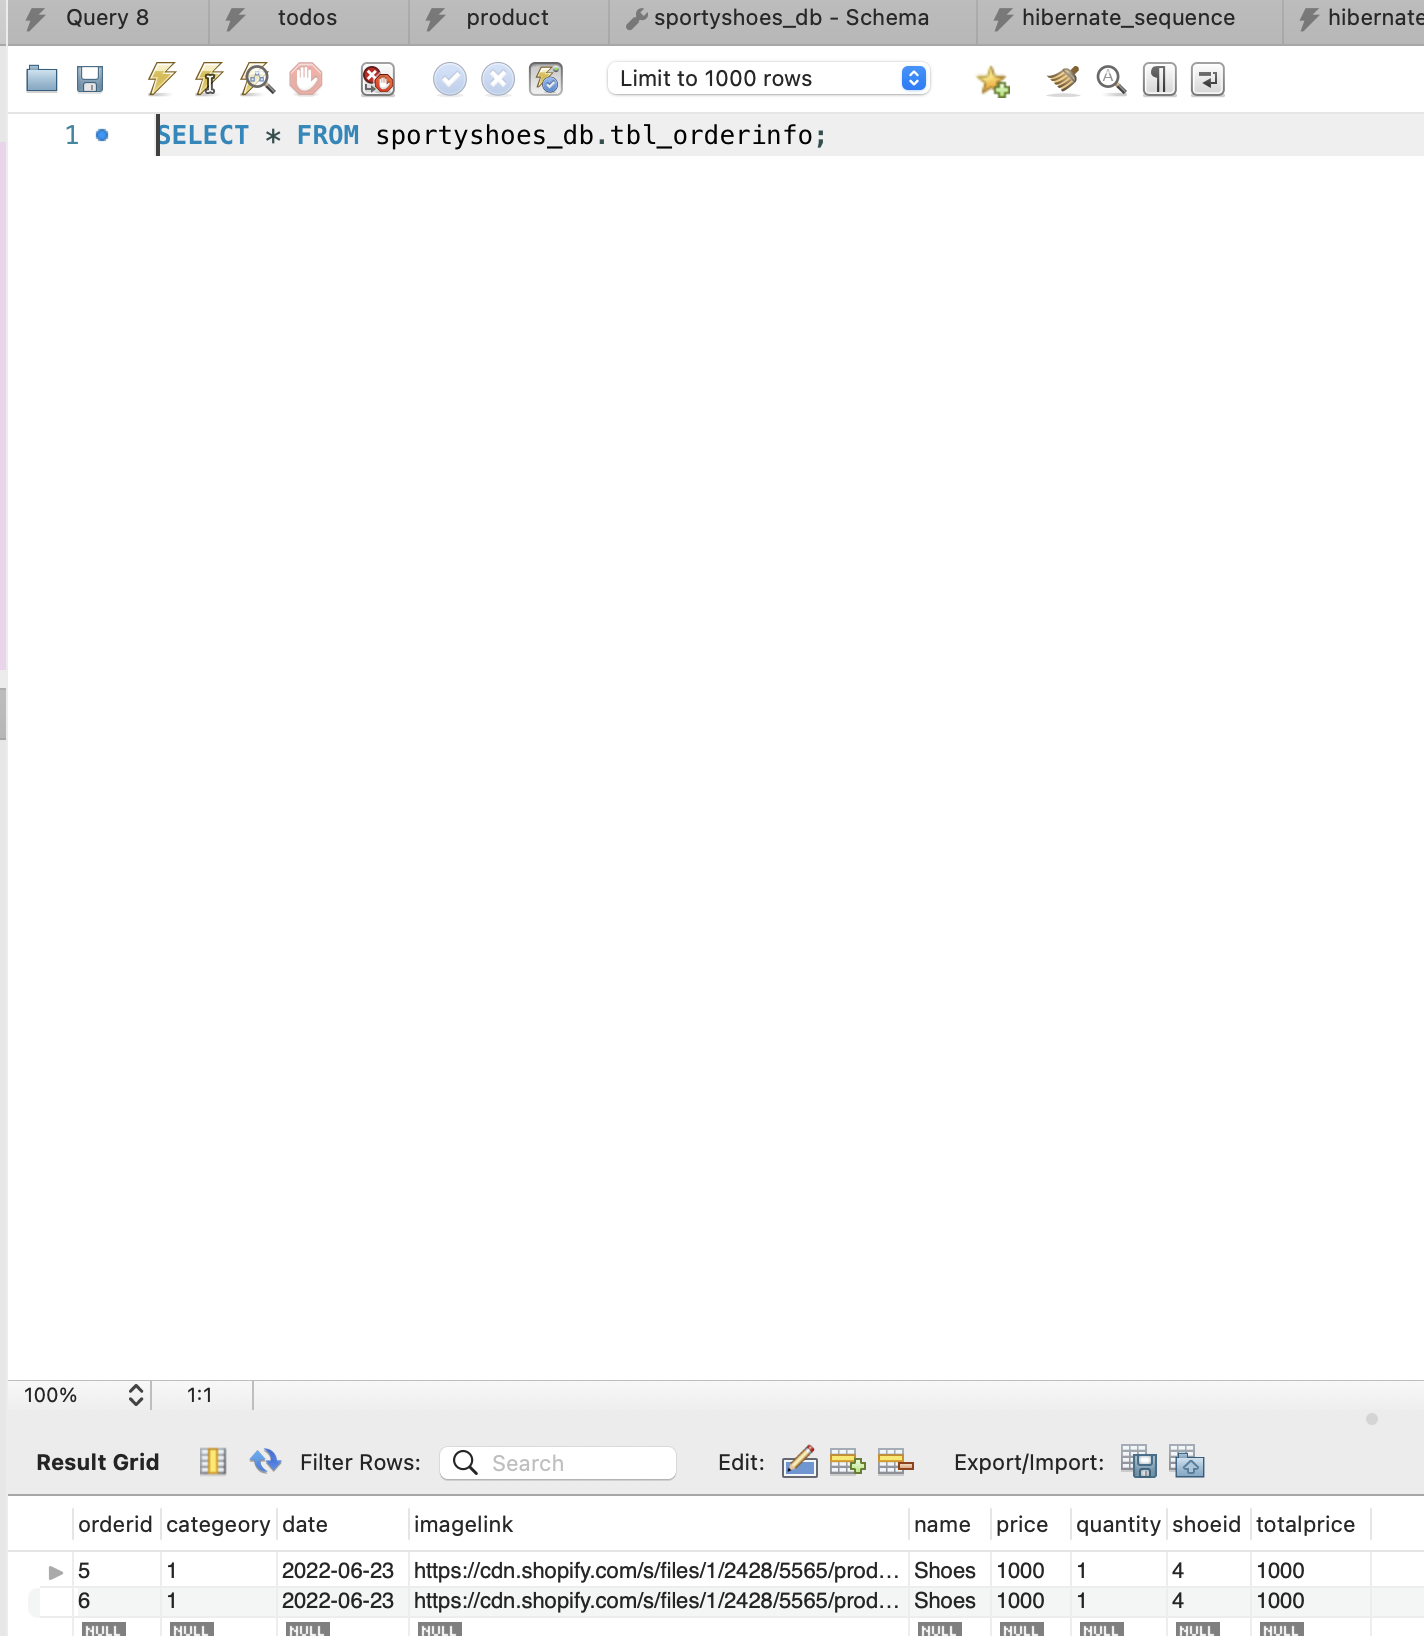 Query 8 todos product sportyshoes_db - Schema hibernate_sequence hibernate
Limit to 1000 rows
1 SELECT * FROM sportyshoes_db.tbl_orderinfo;
100% 1:1
Result Grid Filter Rows: Search Edit: Export/Import:
orderid categeory date imagelink name price quantity shoeid totalprice
5 1 2022-06-23 https://cdn.shopify.com/s/files/1/2428/5565/prod... Shoes 1000 1 4 1000
6 1 2022-06-23 https://cdn.shopify.com/s/files/1/2428/5565/prod... Shoes 1000 1 4 1000
NULL NULL NULL NULL NULL NULL NULL NULL NULL